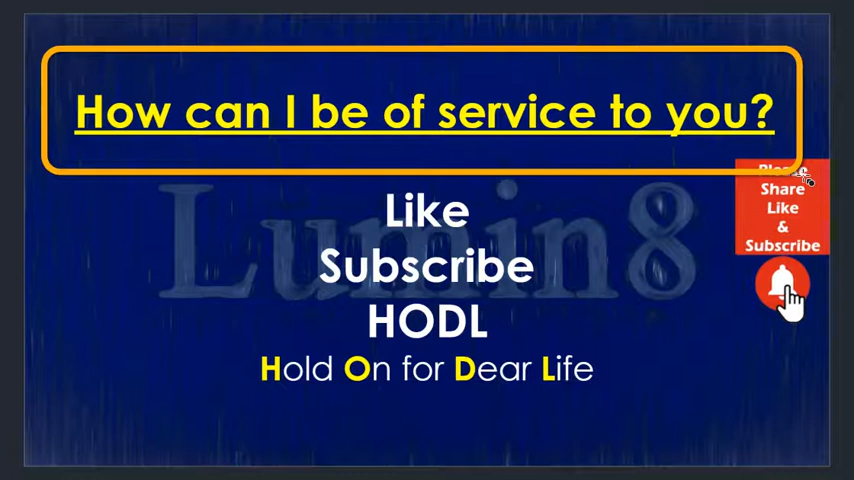 How can I be of service to you?
Lumin8
Like
Subscribe
HODL
Hold On for Dear Life
Please
Share
Like
&
Subscribe